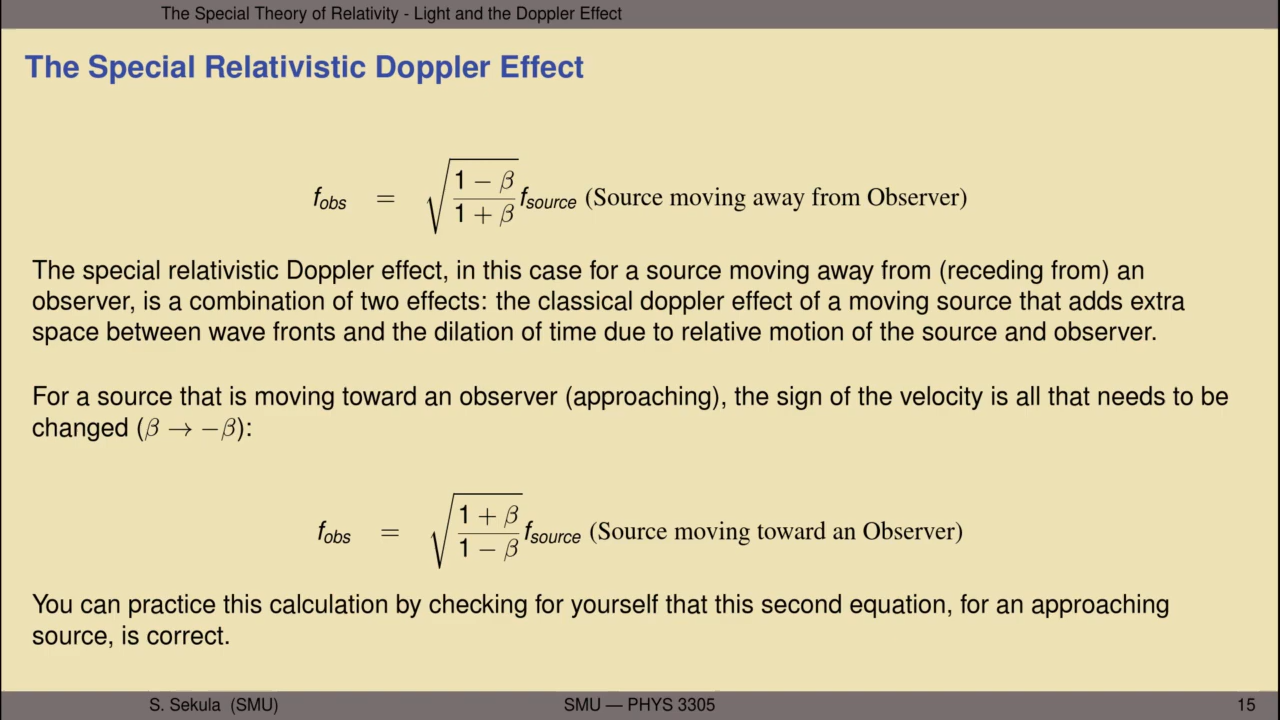 The Special Theory of Relativity - Light and the Doppler Effect
The Special Relativistic Doppler Effect
f_obs = √((1 − β)/(1 + β)) f_source (Source moving away from Observer)
The special relativistic Doppler effect, in this case for a source moving away from (receding from) an
observer, is a combination of two effects: the classical doppler effect of a moving source that adds extra
space between wave fronts and the dilation of time due to relative motion of the source and observer.
For a source that is moving toward an observer (approaching), the sign of the velocity is all that needs to be
changed (β → −β):
f_obs = √((1 + β)/(1 − β)) f_source (Source moving toward an Observer)
You can practice this calculation by checking for yourself that this second equation, for an approaching
source, is correct.
S. Sekula (SMU) SMU — PHYS 3305 15